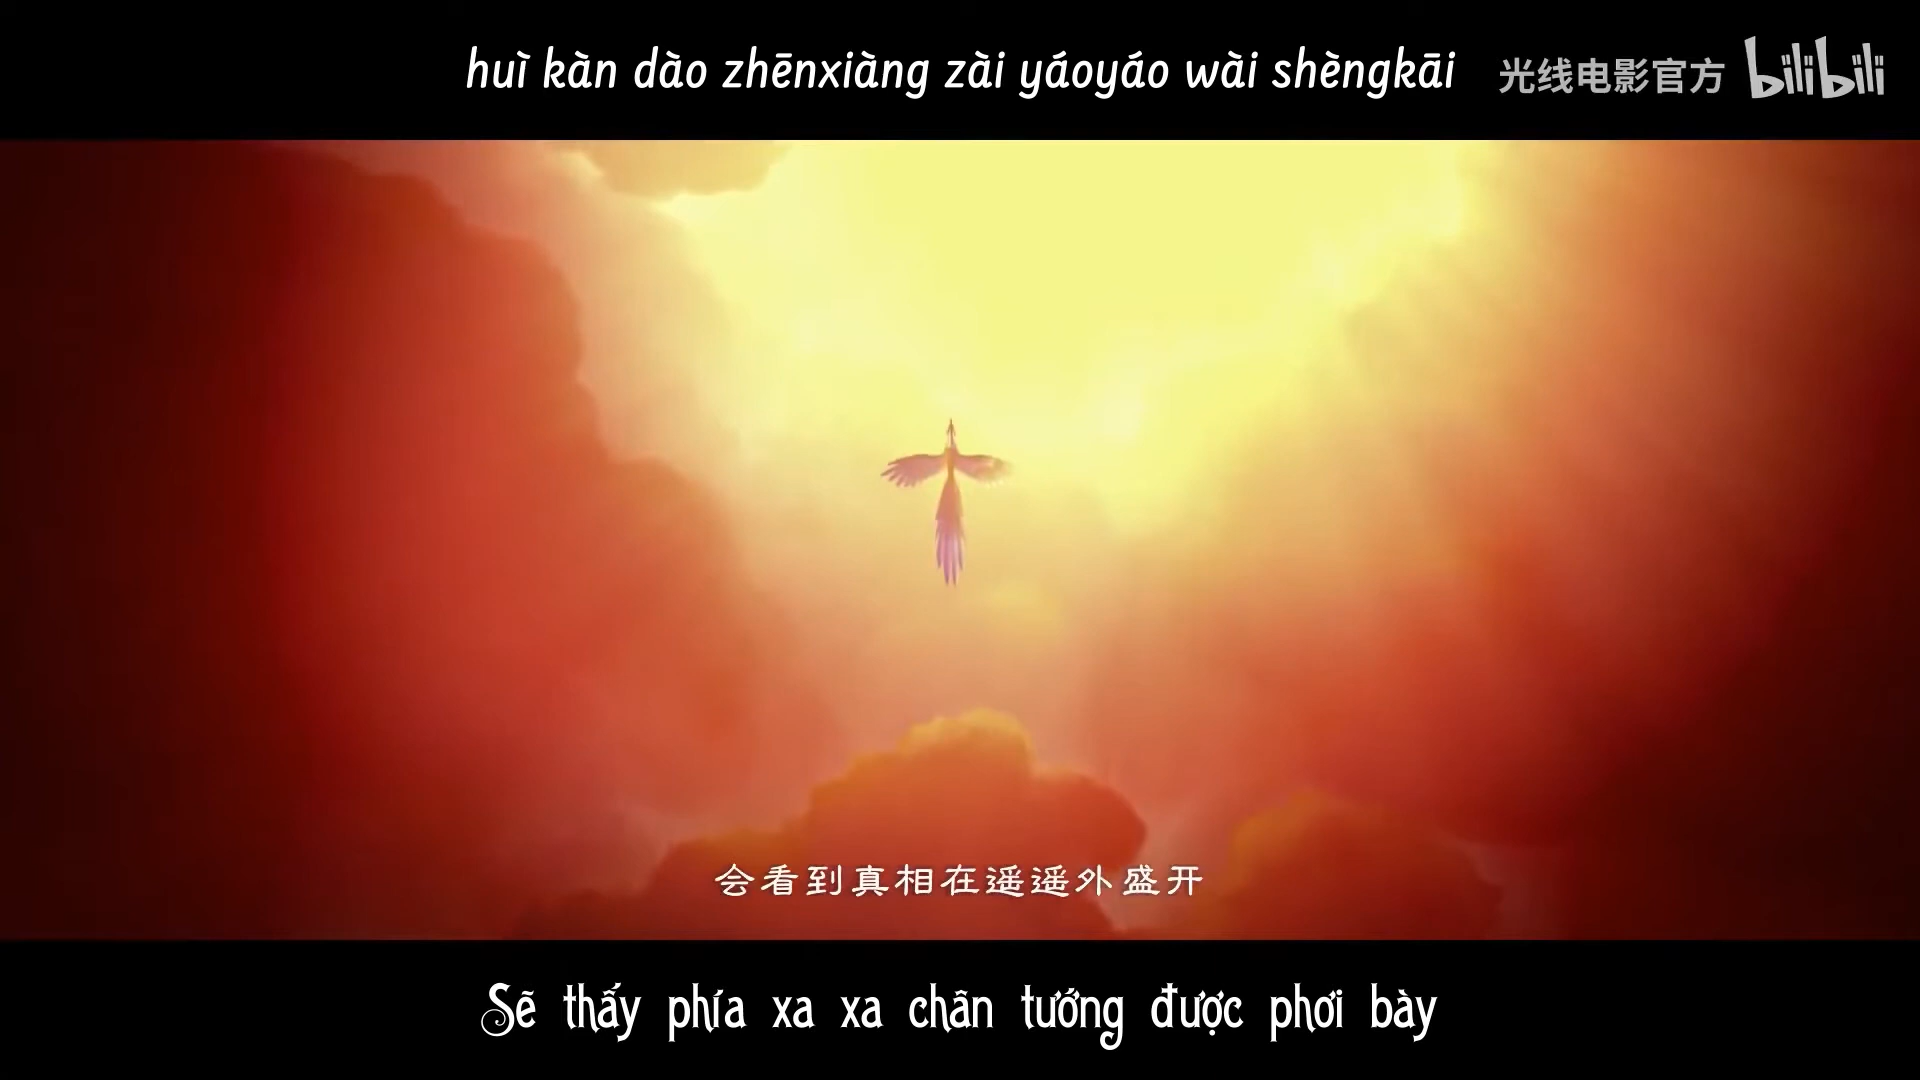 huì kàn dào zhēnxiàng zài yáoyáo wài shèngkāi
光线电影官方 bilibili
会看到真相在遥遥外盛开
Sẽ thấy phía xa xa chân tướng được phơi bày